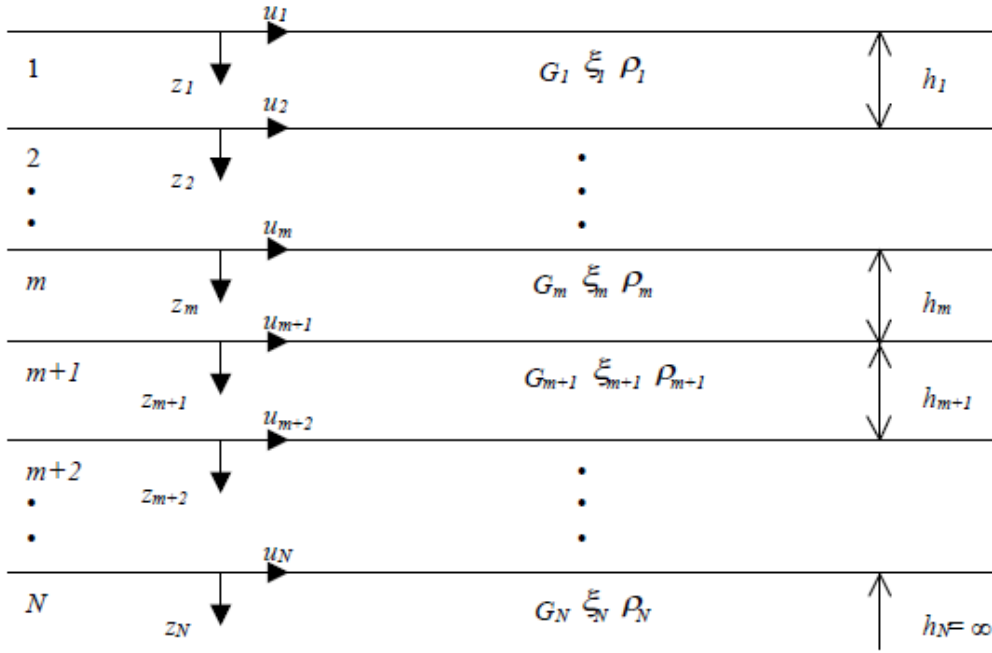 u1
1
z1
G1 ξ1 ρ1
h1
u2
2
z2
um
m
zm
Gm ξm ρm
hm
um+1
m+1
zm+1
Gm+1 ξm+1 ρm+1
hm+1
um+2
m+2
zm+2
uN
N
zN
GN ξN ρN
hN= ∞